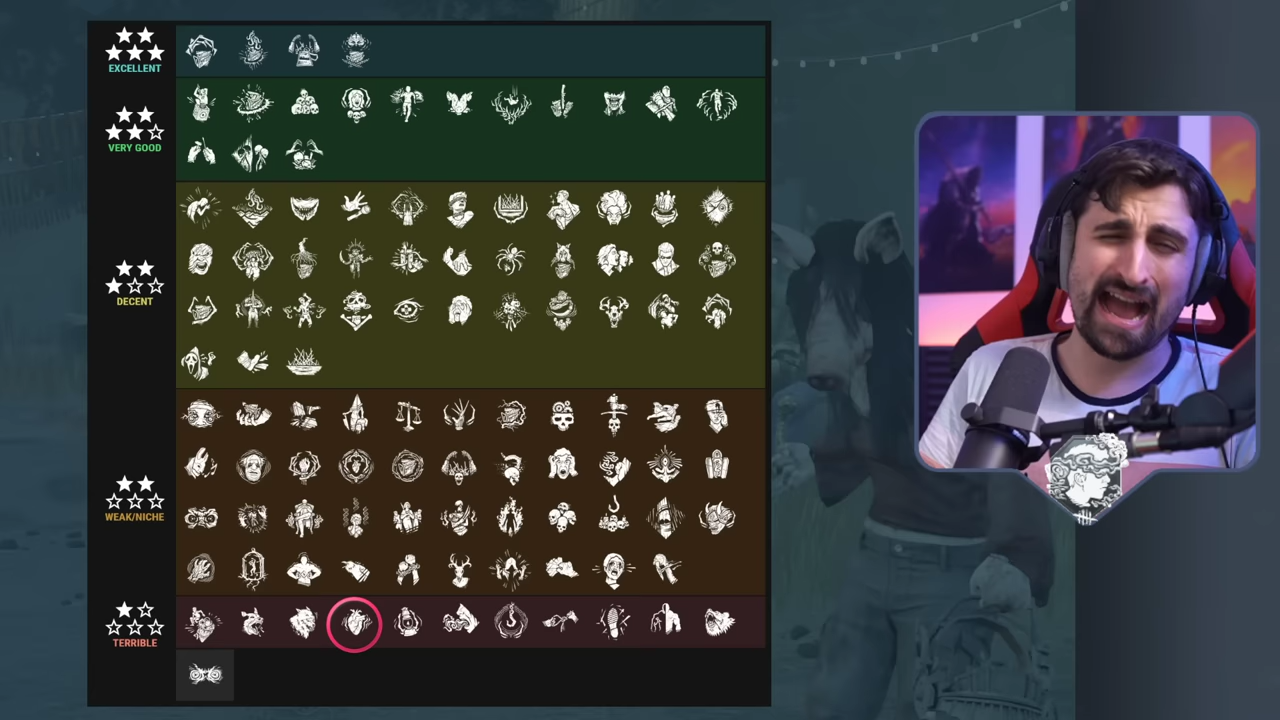 EXCELLENT
VERY GOOD
DECENT
WEAK/NICHE
TERRIBLE